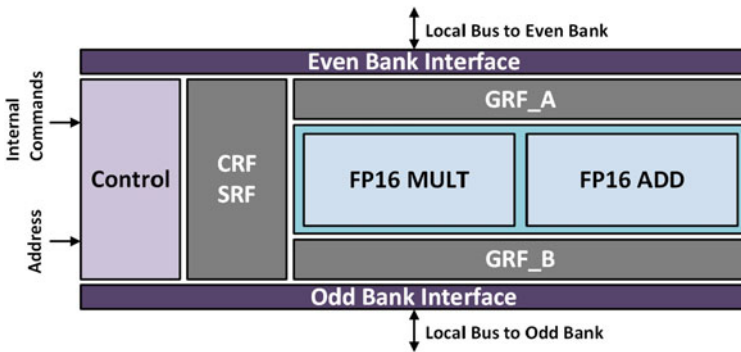 Local Bus to Even Bank
Even Bank Interface
Internal
Commands
Address
Control
CRF
SRF
GRF_A
FP16 MULT
FP16 ADD
GRF_B
Odd Bank Interface
Local Bus to Odd Bank